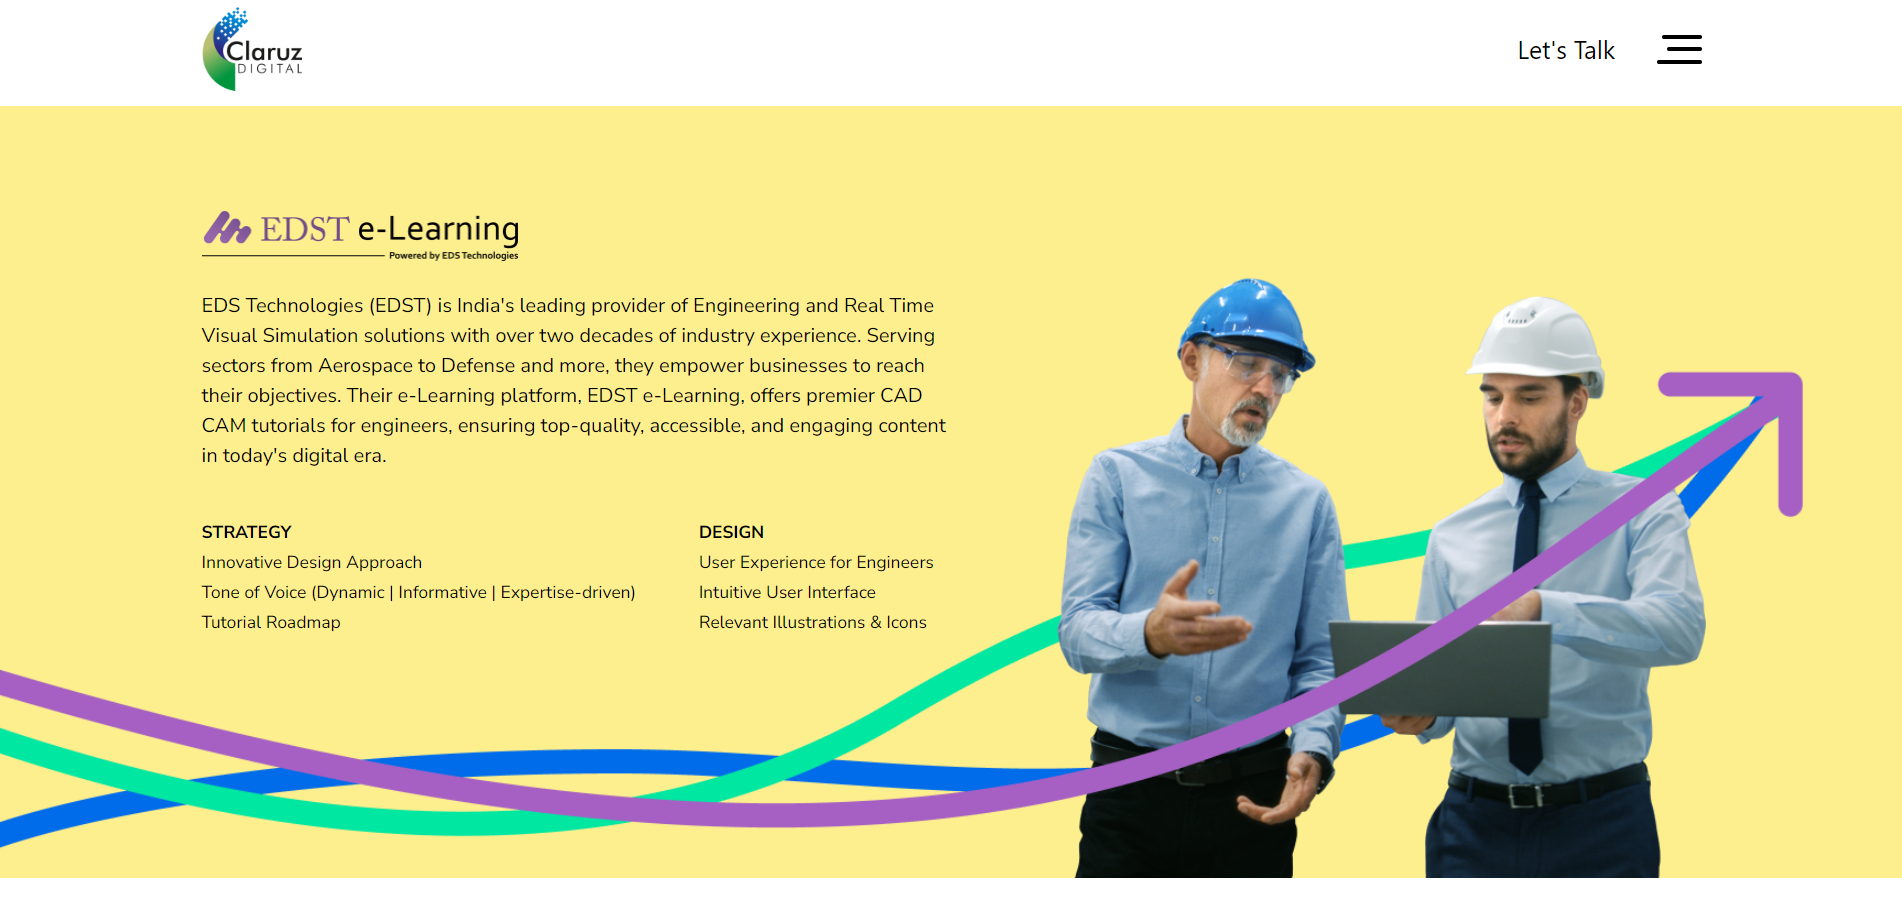 Claruz
DIGITAL
Let's Talk
EDST e-Learning
Powered by EDS Technologies
EDS Technologies (EDST) is India's leading provider of Engineering and Real Time
Visual Simulation solutions with over two decades of industry experience. Serving
sectors from Aerospace to Defense and more, they empower businesses to reach
their objectives. Their e-Learning platform, EDST e-Learning, offers premier CAD
CAM tutorials for engineers, ensuring top-quality, accessible, and engaging content
in today's digital era.
STRATEGY
Innovative Design Approach
Tone of Voice (Dynamic | Informative | Expertise-driven)
Tutorial Roadmap
DESIGN
User Experience for Engineers
Intuitive User Interface
Relevant Illustrations & Icons